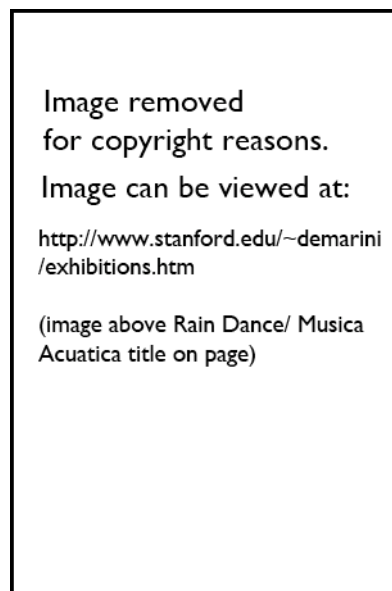 Image removed
for copyright reasons.
Image can be viewed at:
http://www.stanford.edu/~demarini
/exhibitions.htm
(image above Rain Dance/ Musica
Acuatica title on page)